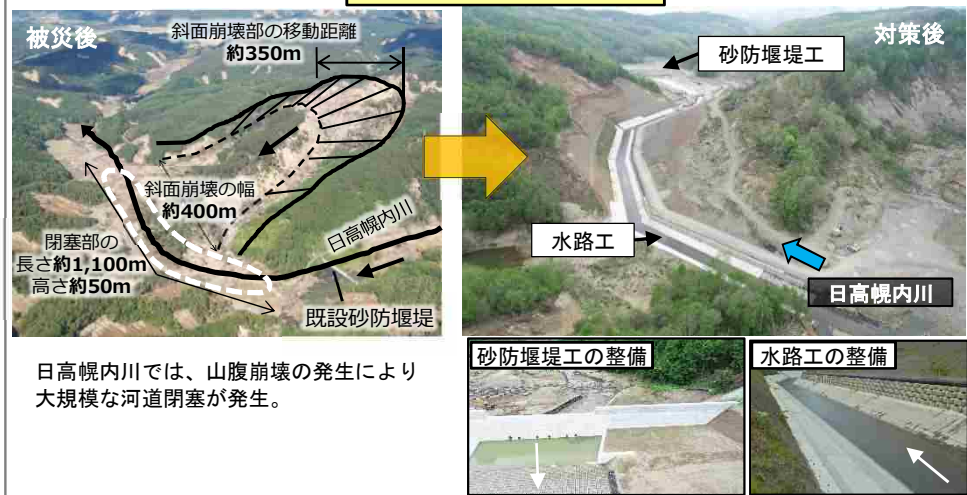 被災後
斜面崩壊部の移動距離
約350m
斜面崩壊の幅
約400m
日高幌内川
閉塞部の
長さ約1,100m
高さ約50m
既設砂防堰堤
日高幌内川では、山腹崩壊の発生により
大規模な河道閉塞が発生。
対策後
砂防堰堤工
水路工
日高幌内川
砂防堰堤工の整備
水路工の整備